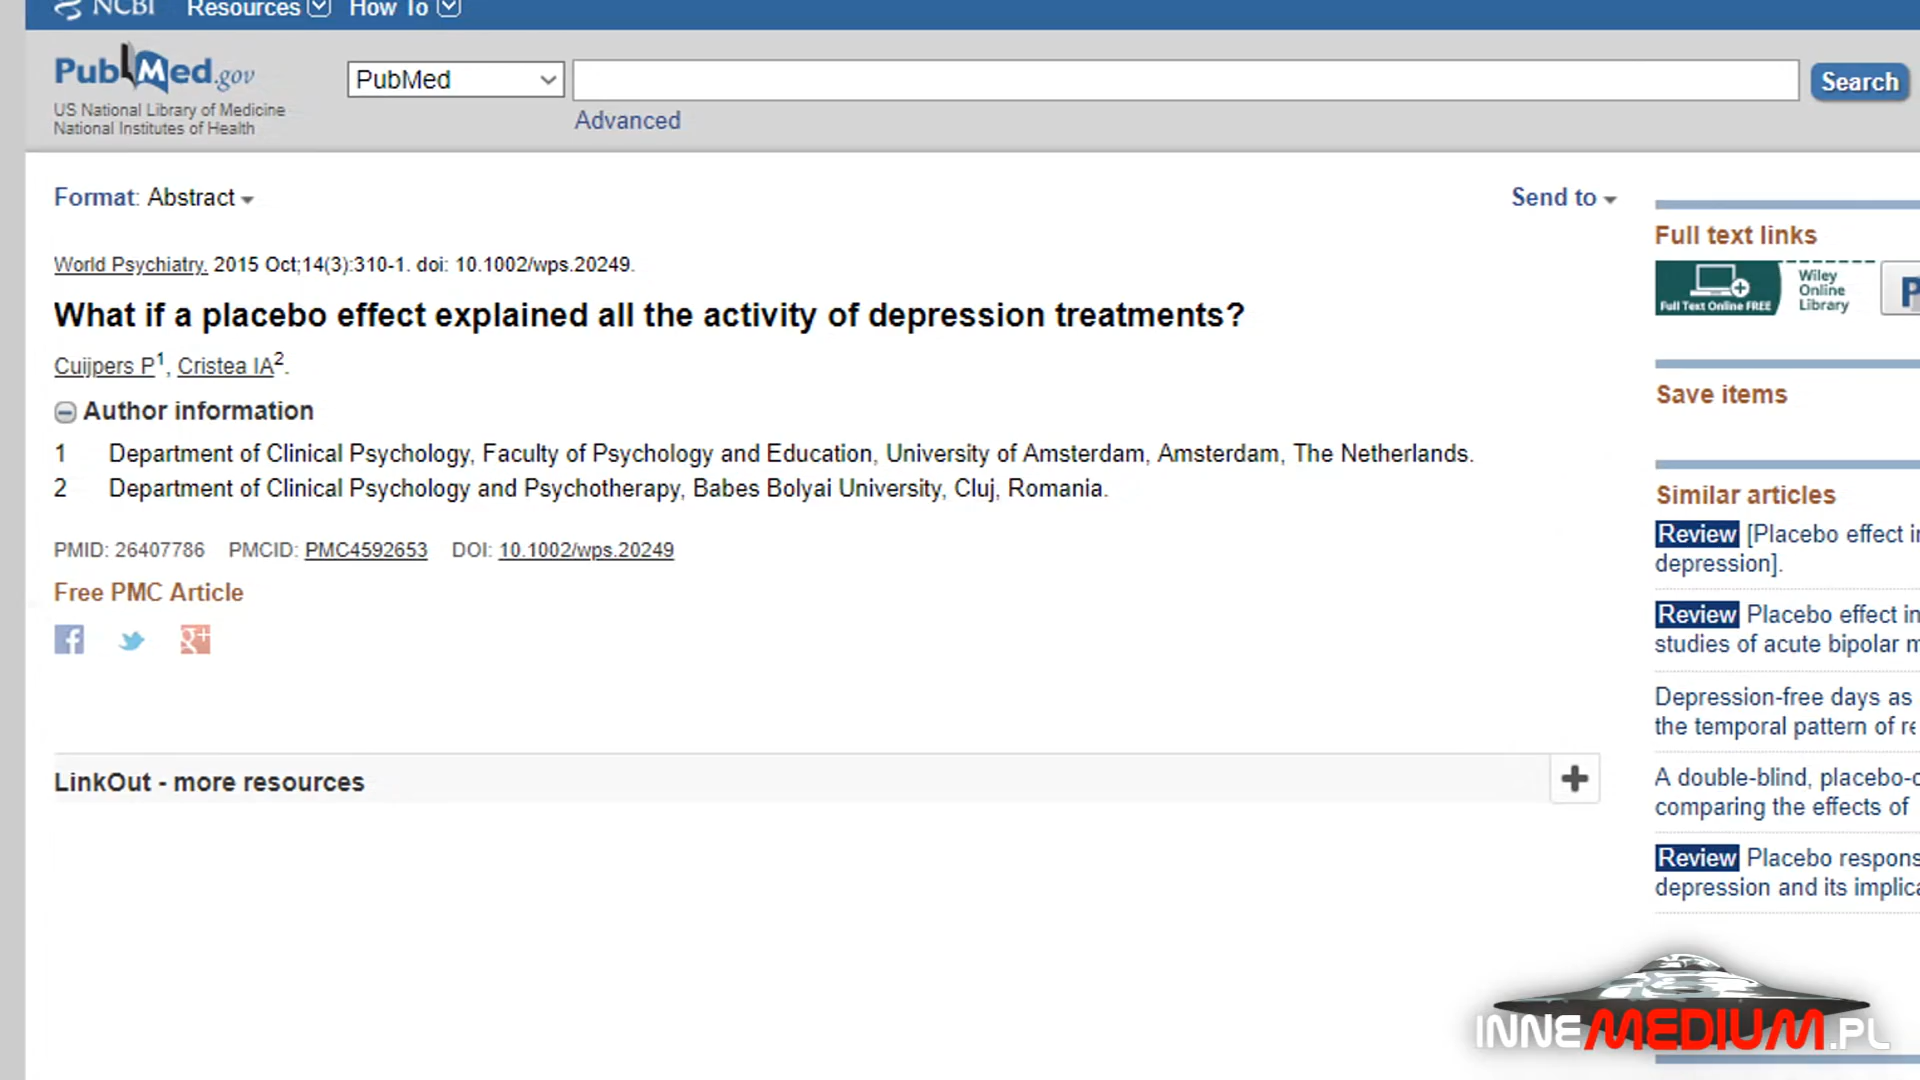 NCBI Resources How To
PubMed.gov
US National Library of Medicine
National Institutes of Health
PubMed
Search
Advanced
Format: Abstract
Send to
World Psychiatry. 2015 Oct;14(3):310-1. doi: 10.1002/wps.20249.
What if a placebo effect explained all the activity of depression treatments?
Cuijpers P1, Cristea IA2.
Author information
1 Department of Clinical Psychology, Faculty of Psychology and Education, University of Amsterdam, Amsterdam, The Netherlands.
2 Department of Clinical Psychology and Psychotherapy, Babes Bolyai University, Cluj, Romania.
PMID: 26407786 PMCID: PMC4592653 DOI: 10.1002/wps.20249
Free PMC Article
f
g+
LinkOut - more resources
Full text links
Full Text Online FREE
Wiley
Online
Library
P
Save items
Similar articles
Review [Placebo effect in
depression].
Review Placebo effect in
studies of acute bipolar m
Depression-free days as
the temporal pattern of re
A double-blind, placebo-c
comparing the effects of
Review Placebo respons
depression and its implica
INNEMEDIUM.PL